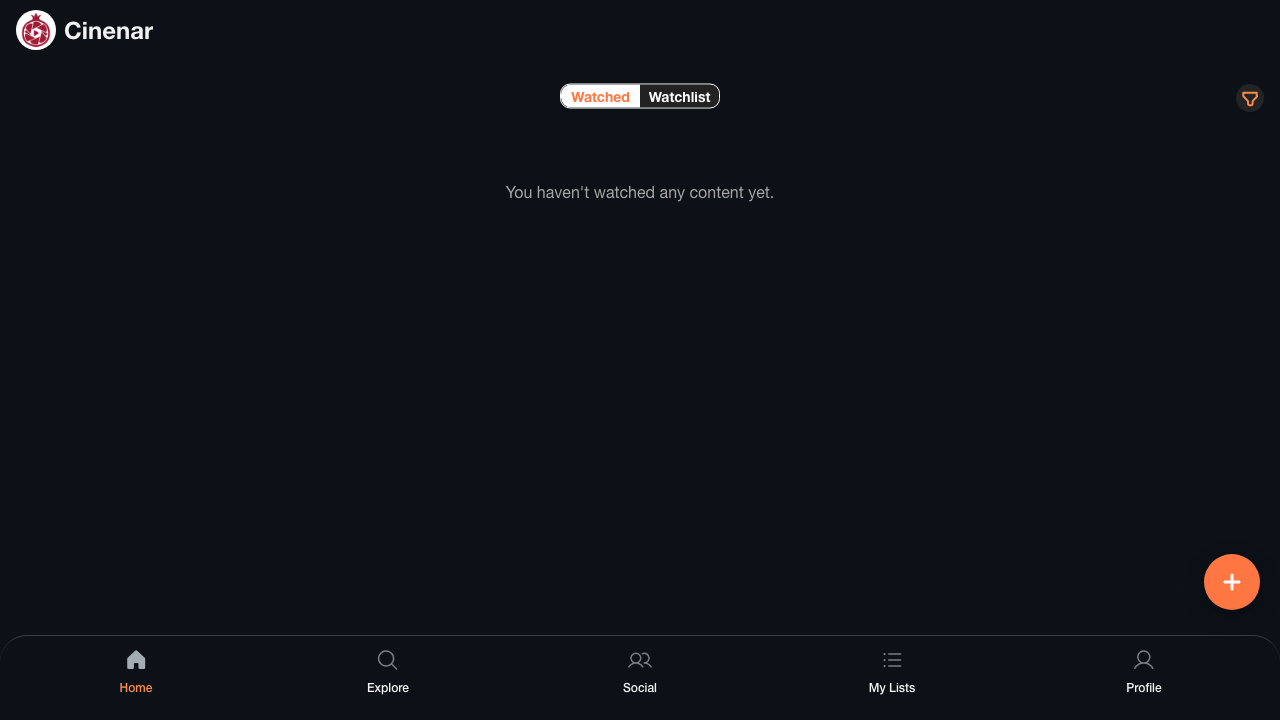 Cinenar
Watched Watchlist
You haven't watched any content yet.
Home Explore Social My Lists Profile